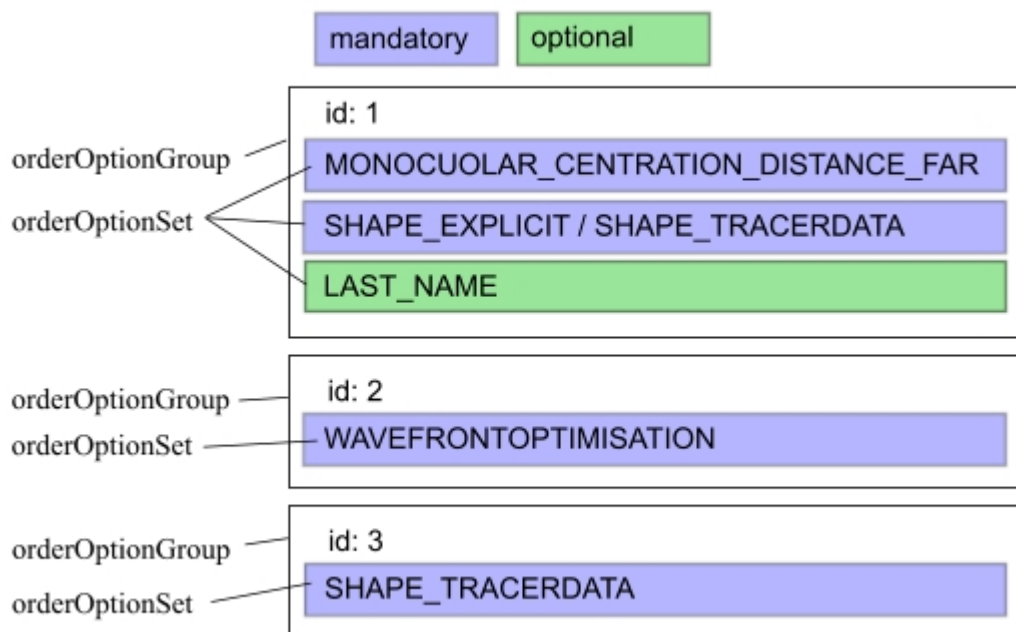 mandatory optional
id: 1
orderOptionGroup
MONOCUOLAR_CENTRATION_DISTANCE_FAR
orderOptionSet
SHAPE_EXPLICIT / SHAPE_TRACERDATA
LAST_NAME
id: 2
orderOptionGroup
orderOptionSet
WAVEFRONTOPTIMISATION
id: 3
orderOptionGroup
SHAPE_TRACERDATA
orderOptionSet